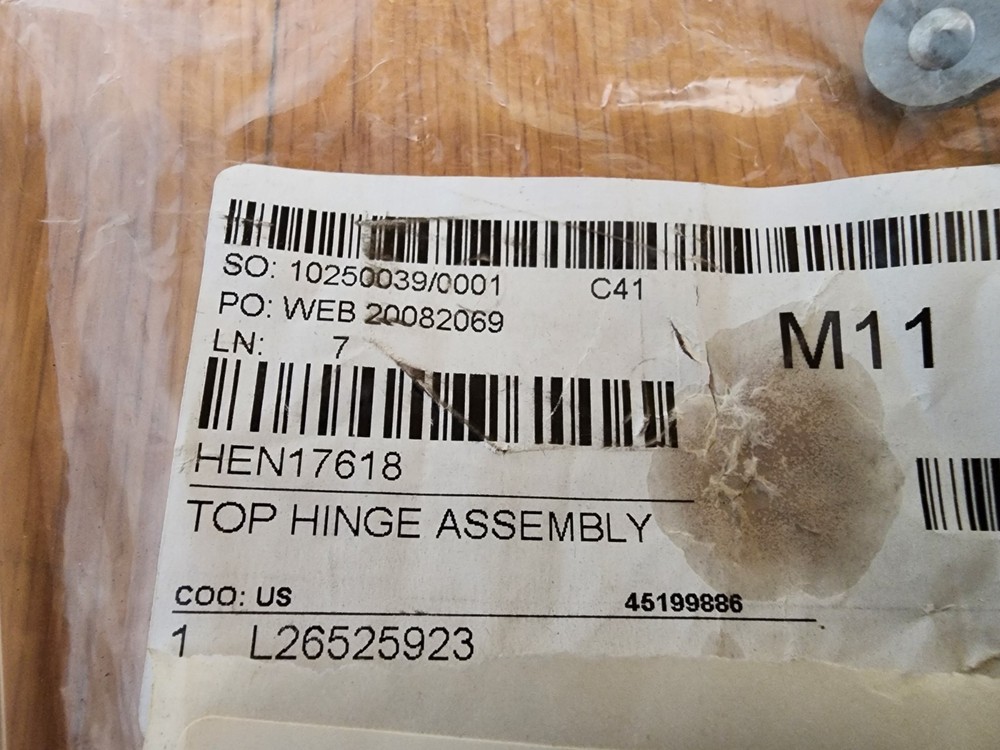 SO: 10250039/0001 C41
PO: WEB 20082069
M11
LN: 7
HEN17618
TOP HINGE ASSEMBLY
COO: US 45199886
1 L26525923